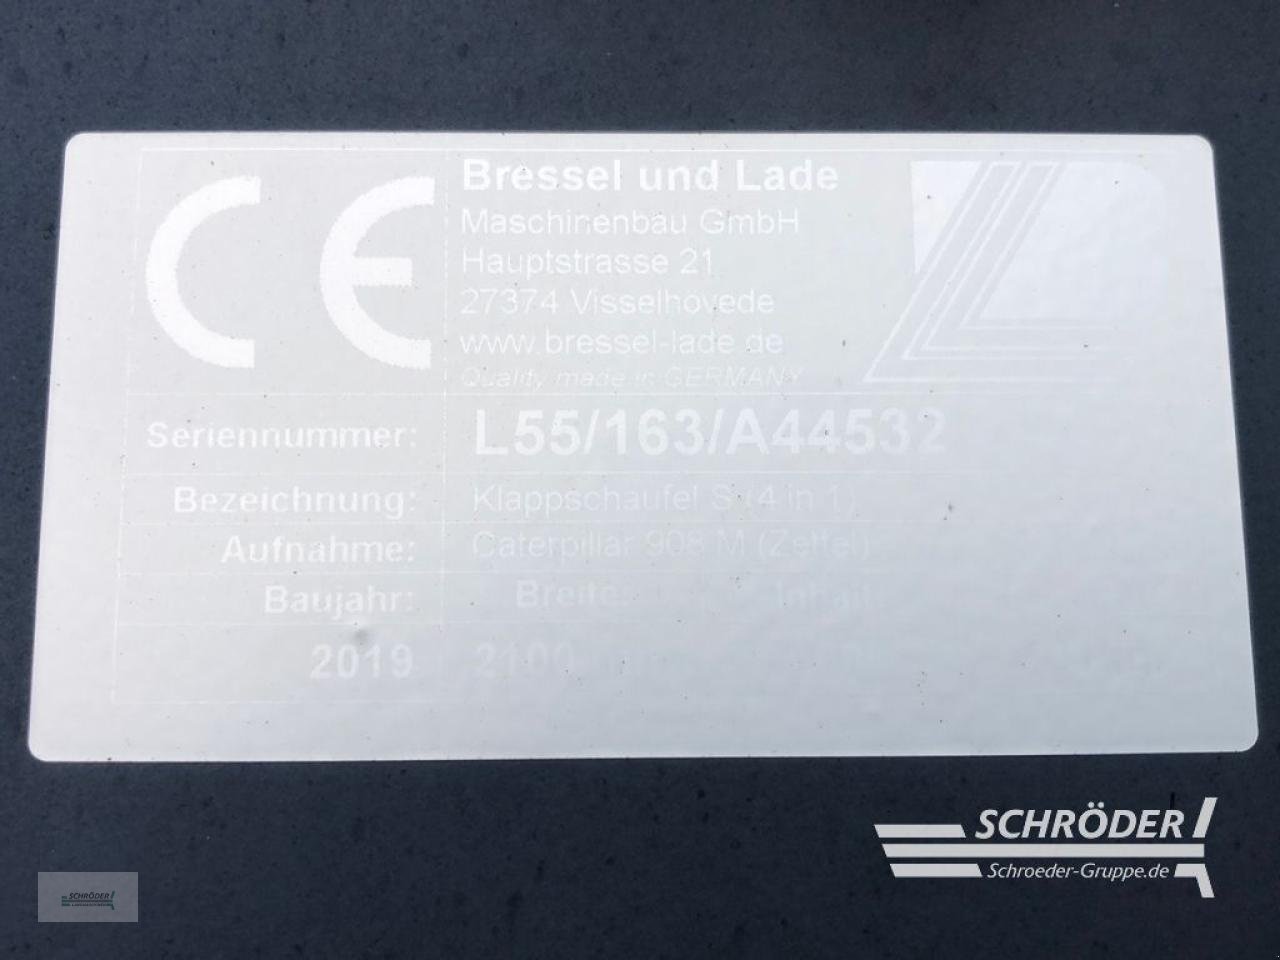 CE
Bressel und Lade
Maschinenbau GmbH
Hauptstrasse 21
27374 Visselhövede
www.bressel-lade.de
Quality made in GERMANY
Seriennummer: L55/163/A44532
Bezeichnung: Klappschaufel S (4 in 1)
Aufnahme: Caterpillar 908 M (Zettel)
Baujahr: Breite: Inhalt:
2019 2100
SCHRÖDER
Schroeder-Gruppe.de
SCHRÖDER